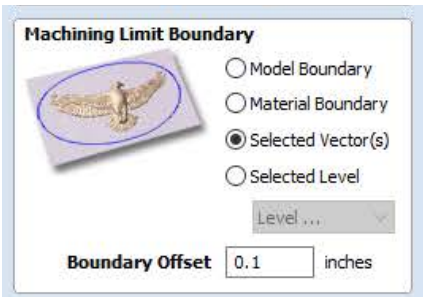 Machining Limit Boundary
Model Boundary
Material Boundary
Selected Vector(s)
Selected Level
Level ...
Boundary Offset 0.1 inches